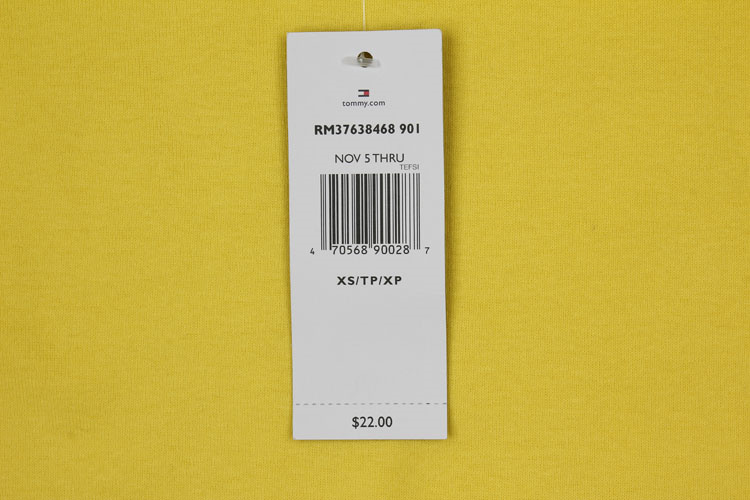 tommy.com
RM37638468 901
NOV 5 THRU
TEFSI
4 70568 90028 7
XS/TP/XP
$22.00